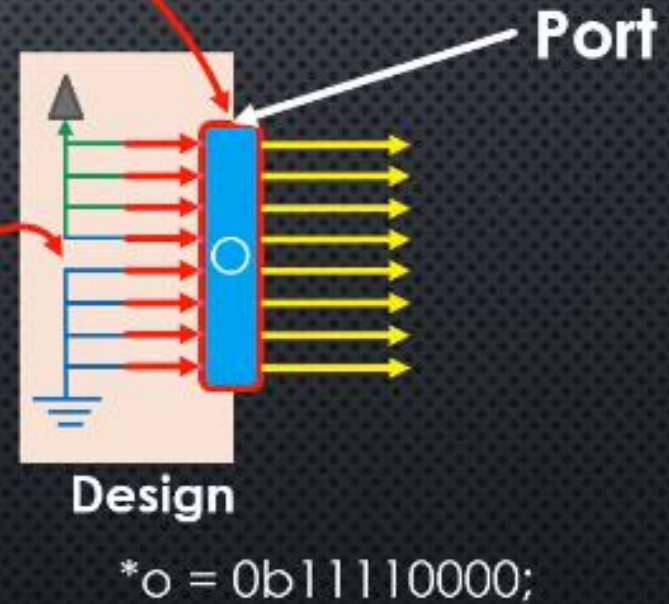 Port
O
Design
*o = 0b11110000;